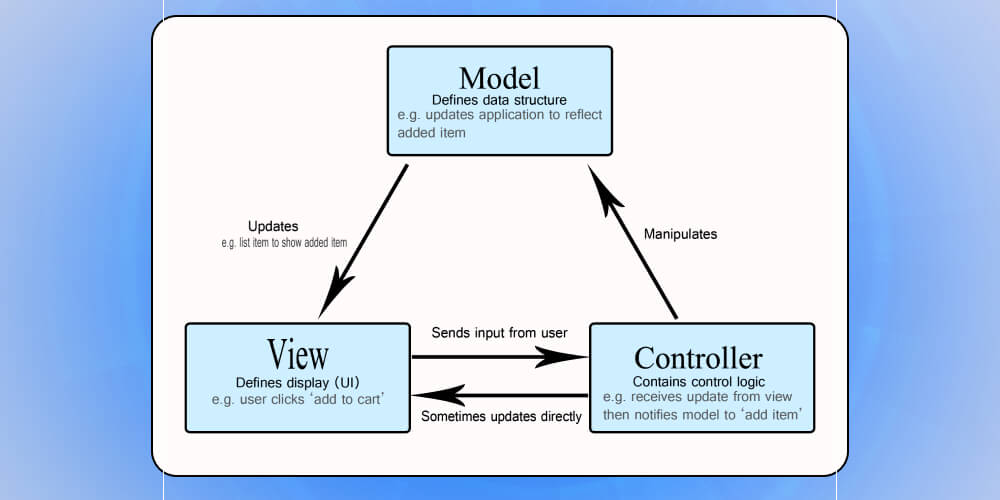 Model
Defines data structure
e.g. updates application to reflect
added item
Updates
e.g. list item to show added item
Manipulates
Sends input from user
View
Defines display (UI)
e.g. user clicks ‘add to cart’
Controller
Contains control logic
e.g. receives update from view
then notifies model to ‘add item’
Sometimes updates directly